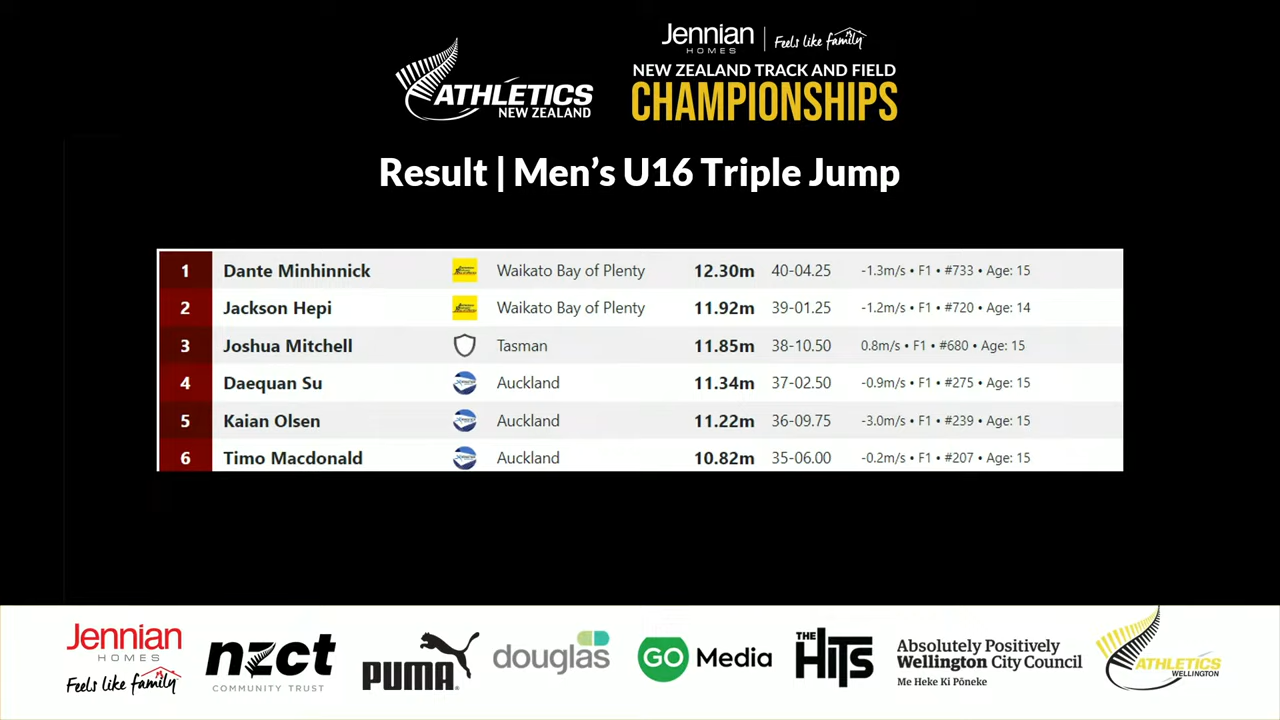 Jennian
HOMES
Feels like family
ATHLETICS
NEW ZEALAND
NEW ZEALAND TRACK AND FIELD
CHAMPIONSHIPS
Result | Men's U16 Triple Jump
1 Dante Minhinnick Waikato Bay of Plenty 12.30m 40-04.25 -1.3m/s • F1 • #733 • Age: 15
2 Jackson Hepi Waikato Bay of Plenty 11.92m 39-01.25 -1.2m/s • F1 • #720 • Age: 14
3 Joshua Mitchell Tasman 11.85m 38-10.50 0.8m/s • F1 • #680 • Age: 15
4 Daequan Su Auckland 11.34m 37-02.50 -0.9m/s • F1 • #275 • Age: 15
5 Kaian Olsen Auckland 11.22m 36-09.75 -3.0m/s • F1 • #239 • Age: 15
6 Timo Macdonald Auckland 10.82m 35-06.00 -0.2m/s • F1 • #207 • Age: 15
Jennian
HOMES
Feels like family
nzct
COMMUNITY TRUST
PUMA
douglas
GO Media
THE HITS
Absolutely Positively
Wellington City Council
Me Heke Ki Pōneke
ATHLETICS
WELLINGTON